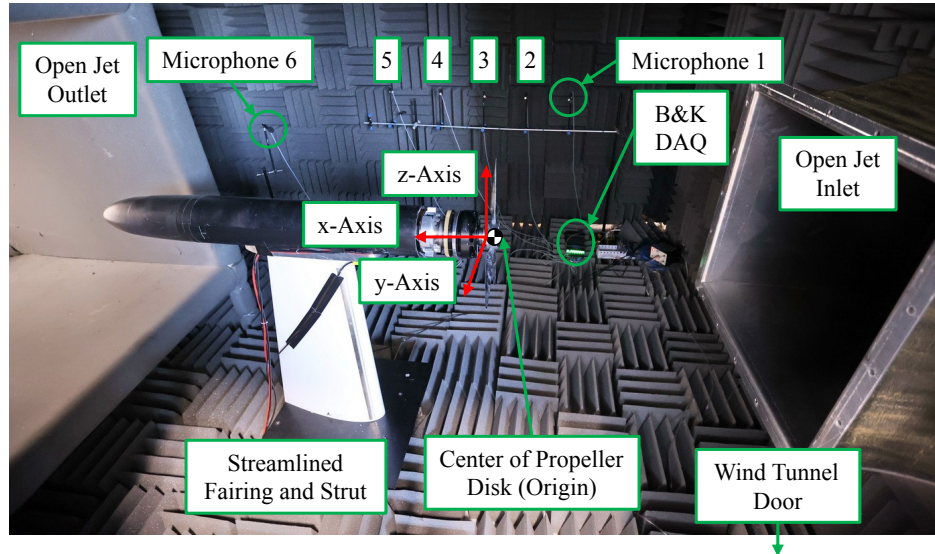 Open Jet
Outlet
Microphone 6
5
4
3
2
Microphone 1
B&K
DAQ
Open Jet
Inlet
z-Axis
x-Axis
y-Axis
Streamlined
Fairing and Strut
Center of Propeller
Disk (Origin)
Wind Tunnel
Door